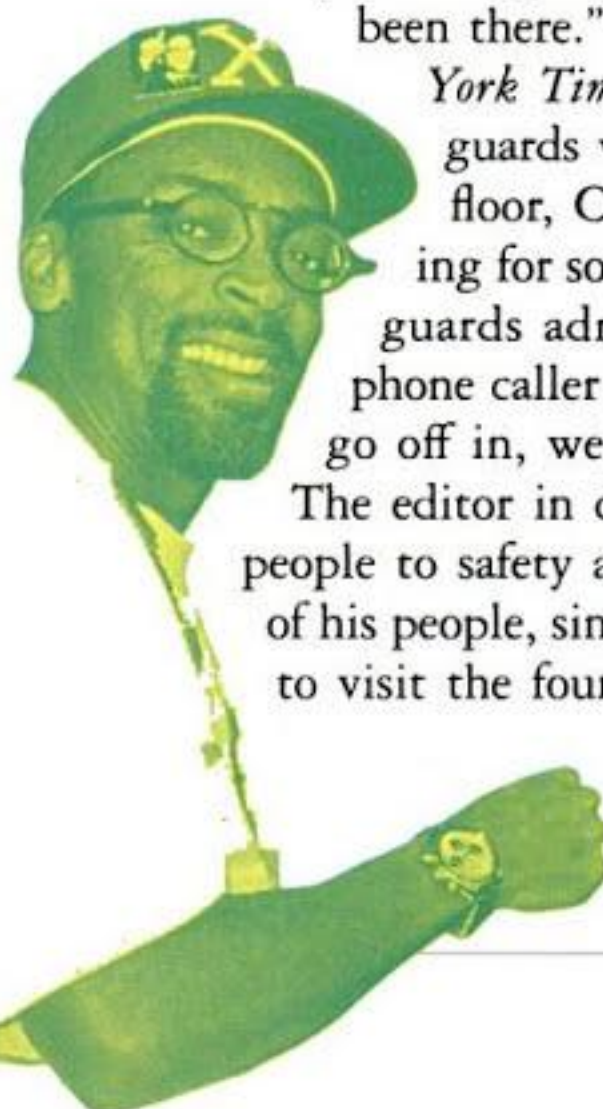 X
been there."
York Tim
guards v
floor, C
ing for so
guards adr
phone caller
go off in, we
The editor in c
people to safety a
of his people, sin
to visit the four